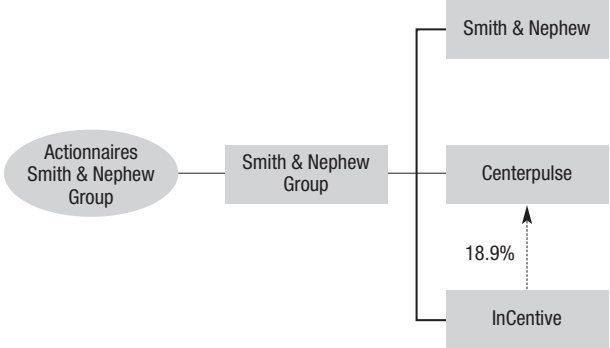 Smith & Nephew
Actionnaires
Smith & Nephew
Group
Smith & Nephew
Group
Centerpulse
18.9%
InCentive